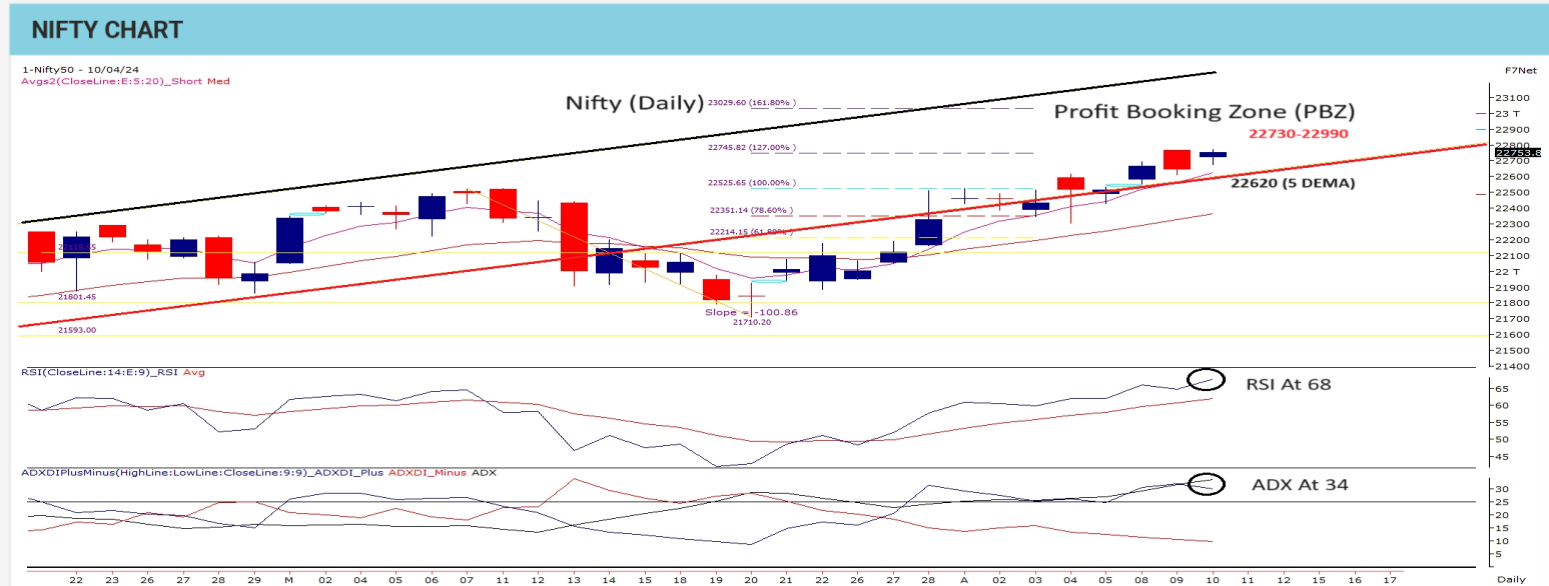 NIFTY CHART
1-Nifty50 - 10/04/24
Avgs2(CloseLine:E:5:20)_Short Med
F7Net
Nifty (Daily)
23029.60 (161.80% )
Profit Booking Zone (PBZ)
22730-22990
22745.82 (127.00% )
22525.65 (100.00% )
22620 (5 DEMA)
22351.14 (78.60% )
22214.15 (61.80% )
21801.45
Slope = -100.86
21710.20
21593.00
23100
23 T
22900
22800
22753.8
22700
22600
22500
22400
22300
22200
22100
22 T
21900
21800
21700
21600
21500
21400
RSI(CloseLine:14:E:9)_RSI Avg
RSI At 68
65
60
55
50
45
ADXDIPlusMinus(HighLine:LowLine:CloseLine:9:9)_ADXDI_Plus ADXDI_Minus ADX
ADX At 34
30
25
20
15
10
5
22 23 26 27 28 29 M 02 04 05 06 07 11 12 13 14 15 18 19 20 21 22 26 27 28 A 02 03 04 05 08 09 10 11 12 15 16 17 Daily